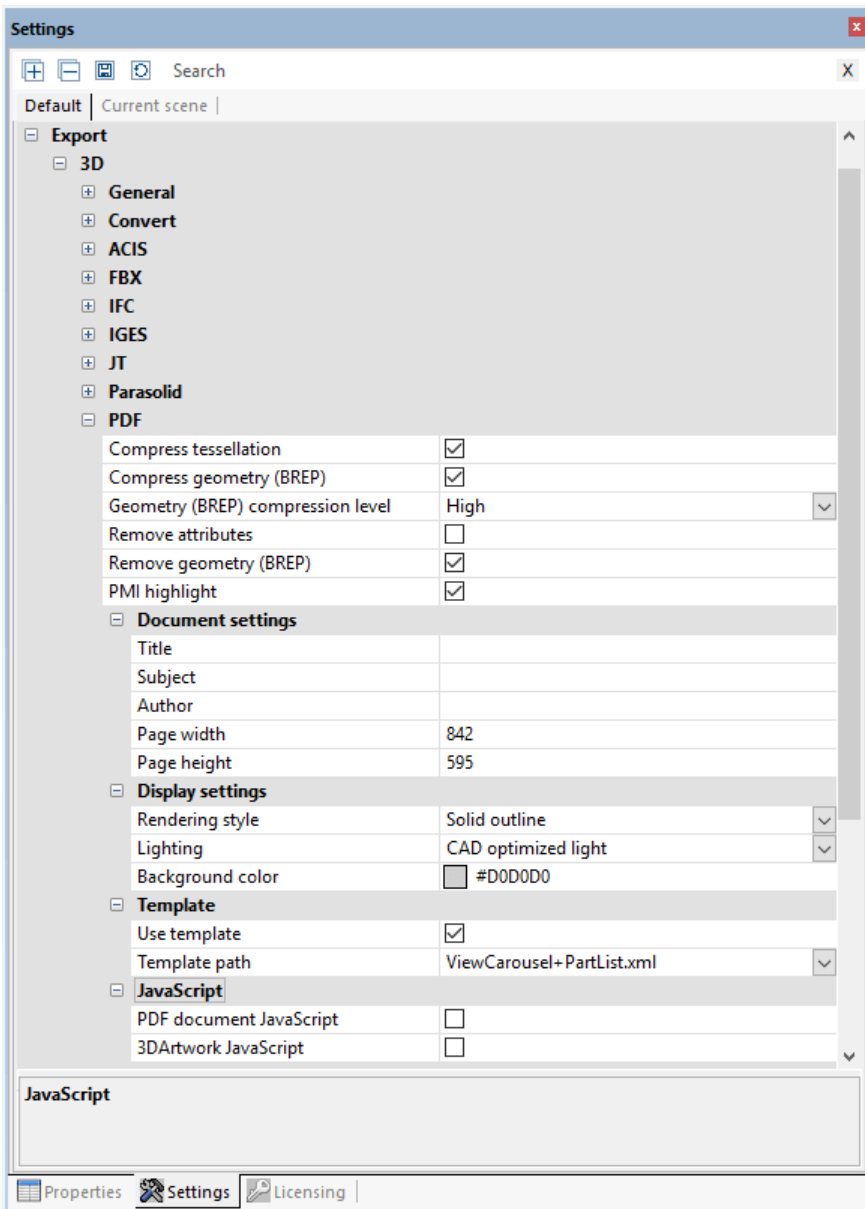 Settings
Search X
Default Current scene
Export
3D
General
Convert
ACIS
FBX
IFC
IGES
JT
Parasolid
PDF
Compress tessellation
Compress geometry (BREP)
Geometry (BREP) compression level High
Remove attributes
Remove geometry (BREP)
PMI highlight
Document settings
Title
Subject
Author
Page width 842
Page height 595
Display settings
Rendering style Solid outline
Lighting CAD optimized light
Background color #D0D0D0
Template
Use template
Template path ViewCarousel+PartList.xml
JavaScript
PDF document JavaScript
3DArtwork JavaScript
JavaScript
Properties Settings Licensing